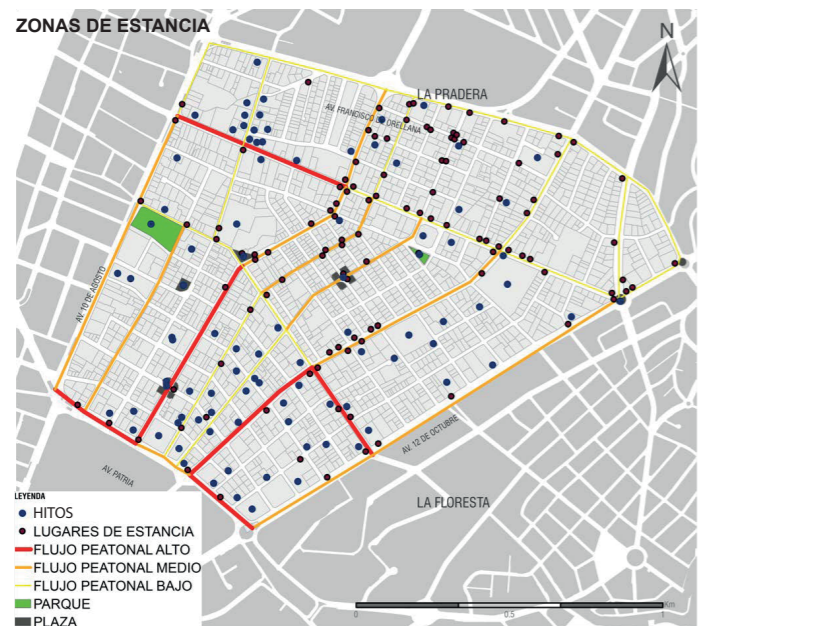 ZONAS DE ESTANCIA
N
LA PRADERA
AV. FRANCISCO DE ORELLANA
AV. 10 DE AGOSTO
AV. 12 DE OCTUBRE
AV. PATRIA
LA FLORESTA
LEYENDA
HITOS
LUGARES DE ESTANCIA
FLUJO PEATONAL ALTO
FLUJO PEATONAL MEDIO
FLUJO PEATONAL BAJO
PARQUE
PLAZA
Km
0 0.5 1